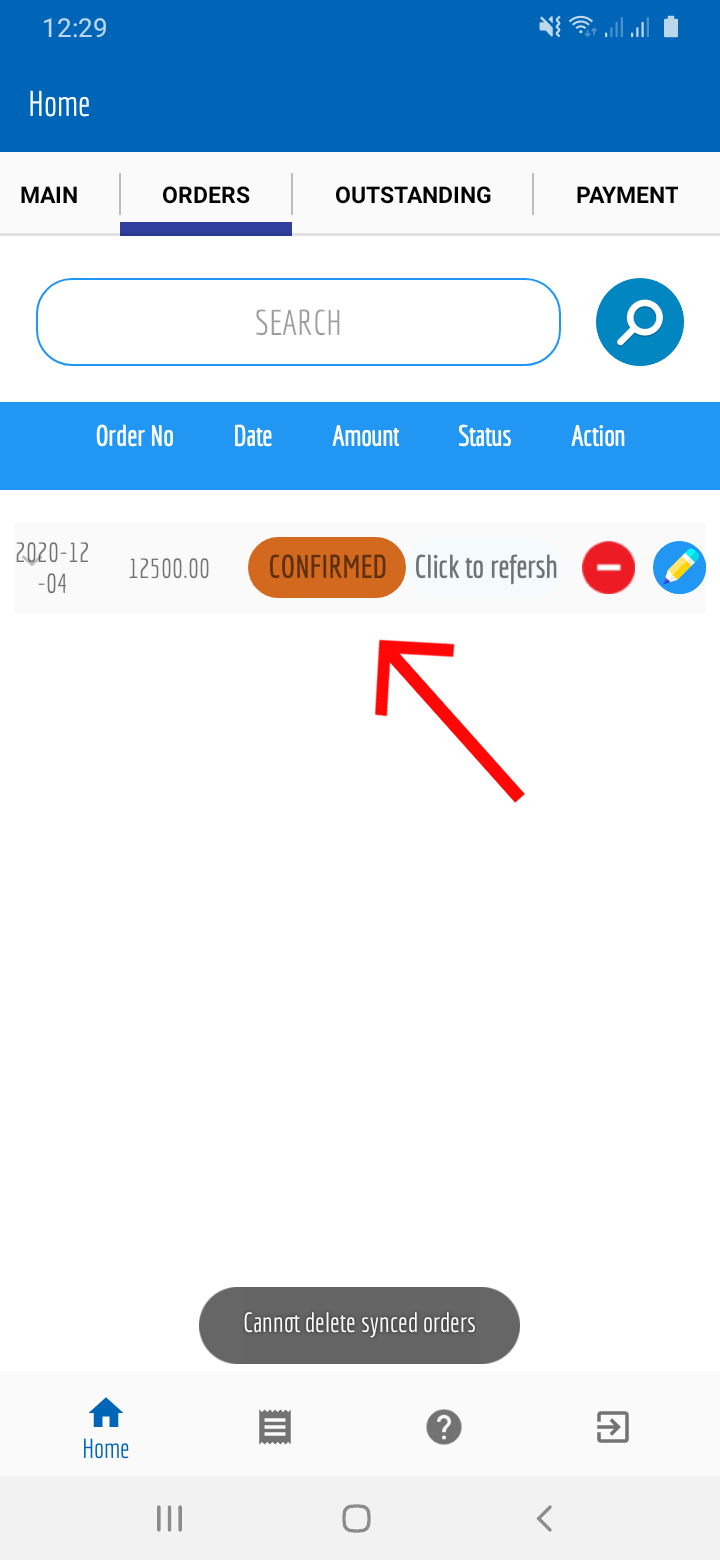 12:29
Home
MAIN ORDERS OUTSTANDING PAYMENT
SEARCH
Order No Date Amount Status Action
2020-12
-04 12500.00 CONFIRMED Click to refersh
Cannot delete synced orders
Home